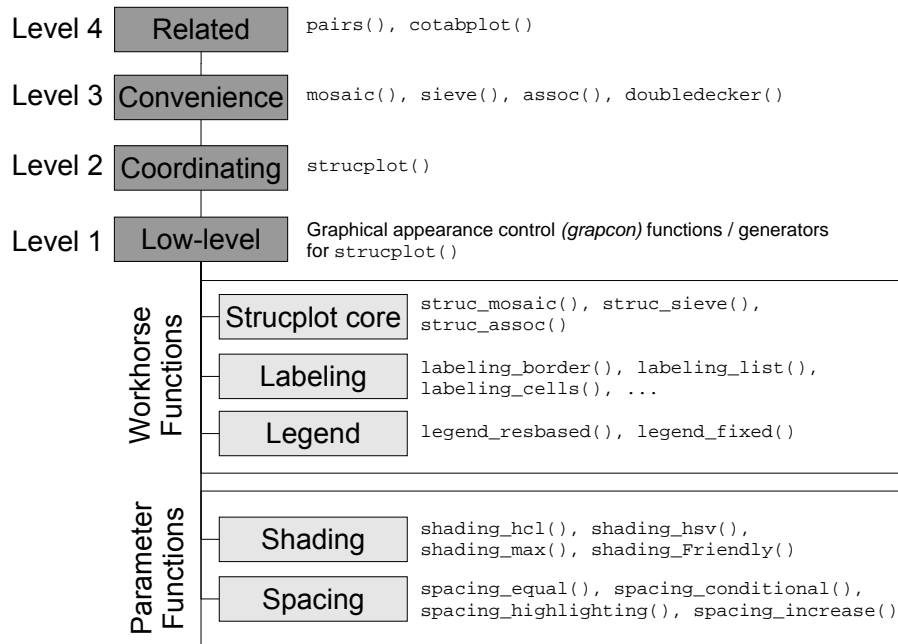 Level 4 Related pairs(), cotabplot()
Level 3 Convenience mosaic(), sieve(), assoc(), doubledecker()
Level 2 Coordinating strucplot()
Level 1 Low-level Graphical appearance control (grapcon) functions / generators
for strucplot()
Workhorse
Functions
Strucplot core struc_mosaic(), struc_sieve(),
struc_assoc()
Labeling labeling_border(), labeling_list(),
labeling_cells(), ...
Legend legend_resbased(), legend_fixed()
Parameter
Functions
Shading shading_hcl(), shading_hsv(),
shading_max(), shading_Friendly()
Spacing spacing_equal(), spacing_conditional(),
spacing_highlighting(), spacing_increase()